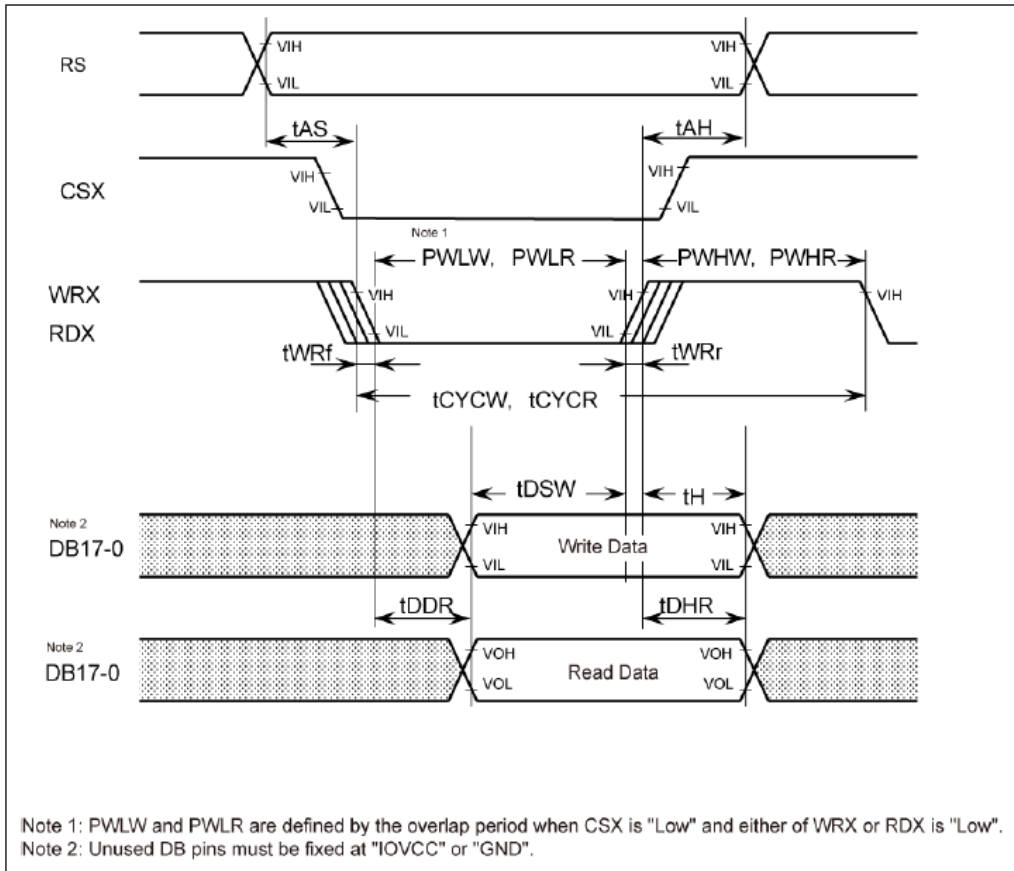 RS
VIH
VIH
VIL
VIL
tAS
tAH
CSX
VIH
VIH
VIL
VIL
Note 1
PWLW, PWLR
PWHW, PWHR
WRX
VIH
VIH
VIH
RDX
VIL
VIL
tWRf
tWRr
tCYCW, tCYCR
tDSW
tH
Note 2
DB17-0
VIH
Write Data
VIH
VIL
VIL
tDDR
tDHR
Note 2
DB17-0
VOH
Read Data
VOH
VOL
VOL
Note 1: PWLW and PWLR are defined by the overlap period when CSX is "Low" and either of WRX or RDX is "Low".
Note 2: Unused DB pins must be fixed at "IOVCC" or "GND".